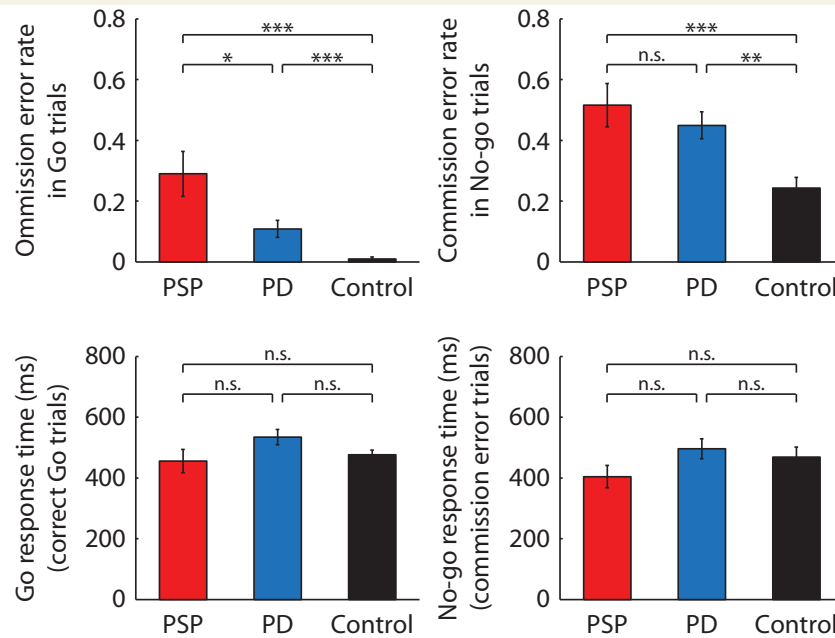 Ommission error rate
in Go trials
0.8
0.6
0.4
0.2
0
***
*
***
PSP
PD
Control
Commission error rate
in No-go trials
0.8
0.6
0.4
0.2
0
***
n.s.
**
PSP
PD
Control
Go response time (ms)
(correct Go trials)
800
600
400
200
0
n.s.
n.s.
n.s.
PSP
PD
Control
No-go response time (ms)
(commission error trials)
800
600
400
200
0
n.s.
n.s.
n.s.
PSP
PD
Control